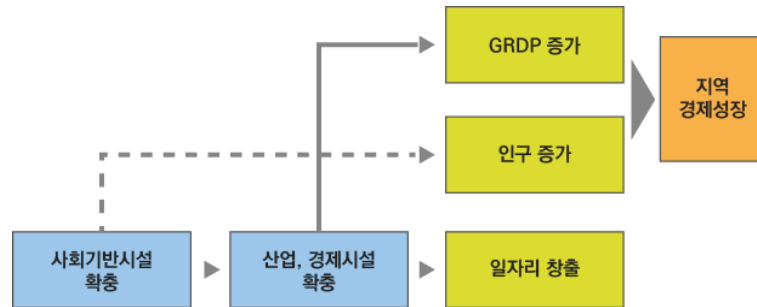 GRDP 증가
지역
경제성장
인구 증가
사회기반시설
확충
산업, 경제시설
확충
일자리 창출